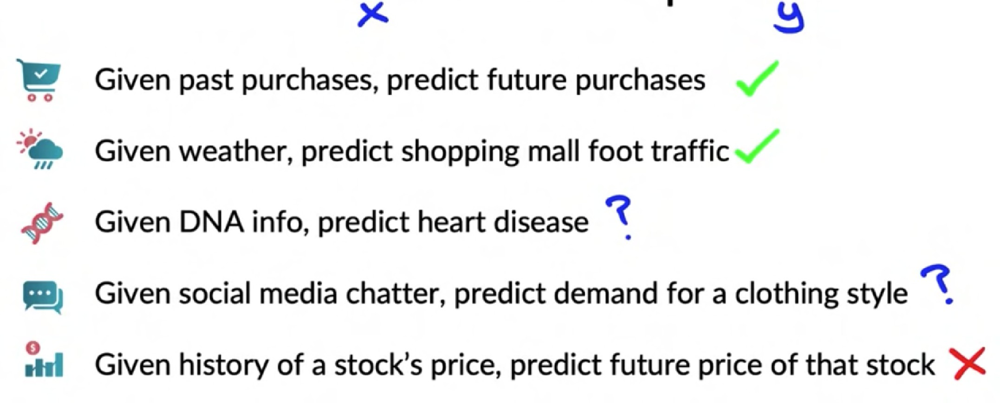 x y
Given past purchases, predict future purchases
Given weather, predict shopping mall foot traffic
Given DNA info, predict heart disease ?
Given social media chatter, predict demand for a clothing style ?
$
Given history of a stock’s price, predict future price of that stock